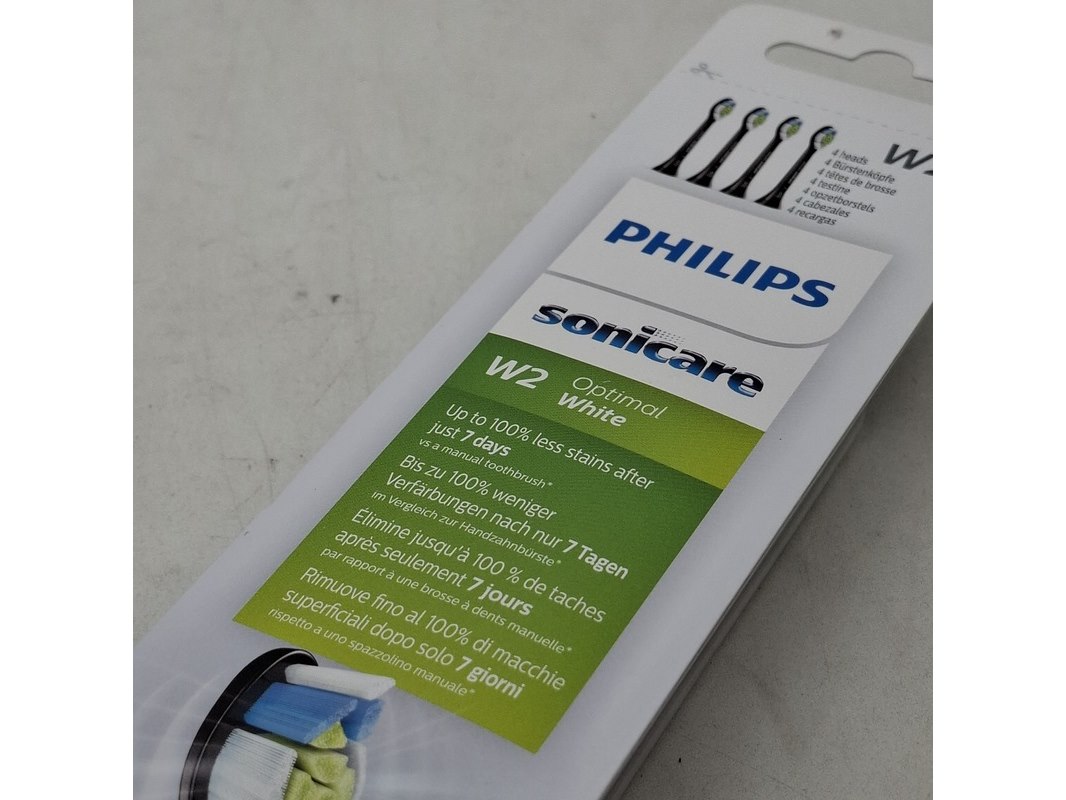 W2
4 heads
4 Bürstenköpfe
4 têtes de brosse
4 testine
4 opzetborstels
4 cabezales
4 recargas
PHILIPS
sonicare
W2 Optimal White
Up to 100% less stains after
just 7 days
vs a manual toothbrush*
Bis zu 100% weniger
Verfärbungen nach nur 7 Tagen
im Vergleich zur Handzahnbürste*
Élimine jusqu'à 100 % de taches
après seulement 7 jours
par rapport à une brosse à dents manuelle*
Rimuove fino al 100% di macchie
superficiali dopo solo 7 giorni
rispetto a uno spazzolino manuale*